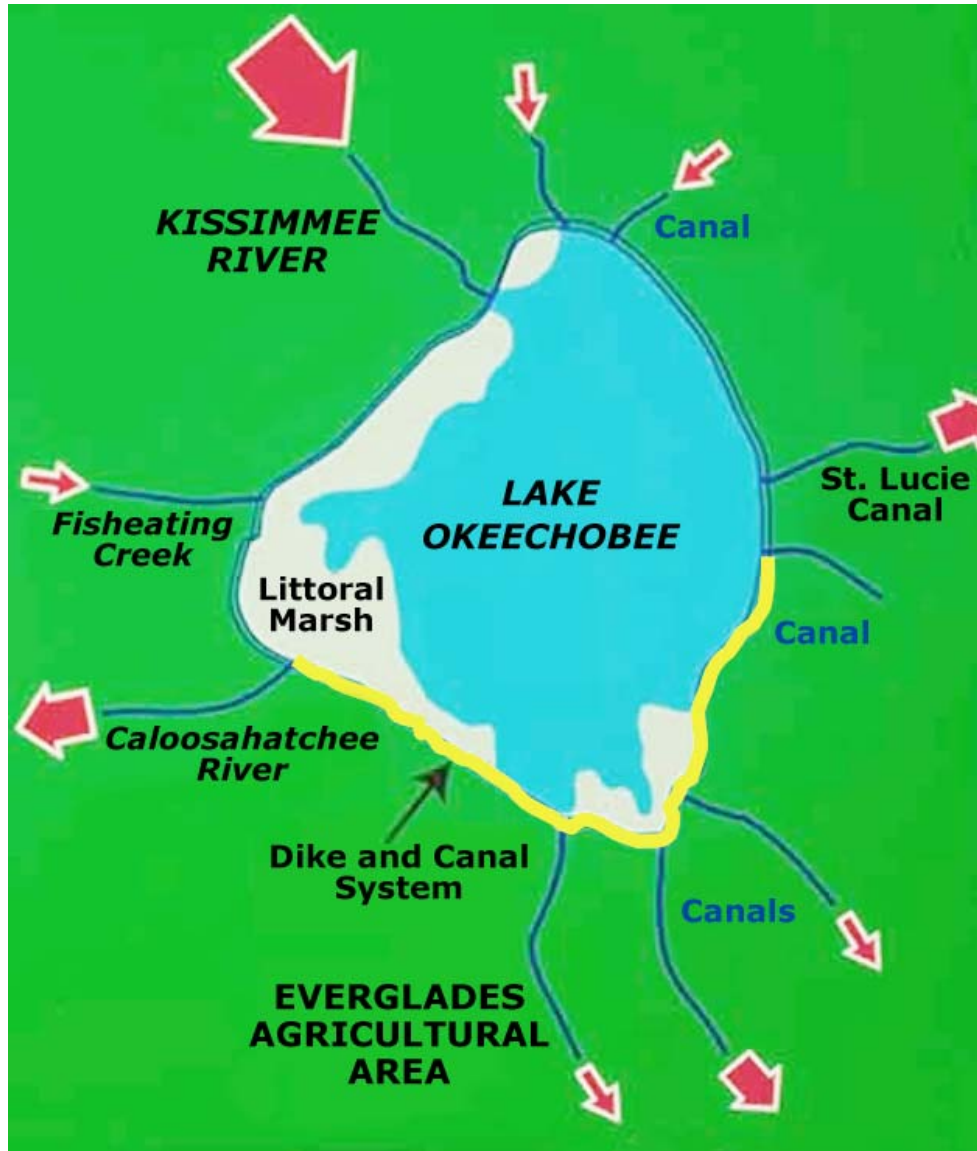 KISSIMMEE
RIVER
Canal
LAKE
OKEECHOBEE
St. Lucie
Canal
Fisheating
Creek
Littoral
Marsh
Canal
Caloosahatchee
River
Dike and Canal
System
Canals
EVERGLADES
AGRICULTURAL
AREA